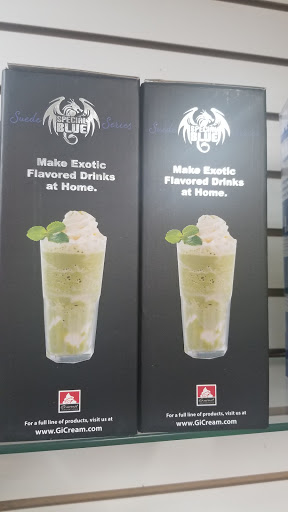 Suede
SPECIAL
BLUE
Series
Make Exotic
Flavored Drinks
at Home.
For a full line of products, visit us at
www.GiCream.com
SPECIAL
BLUE
Make Exotic
Flavored Drinks
at Home.
For a full line of products, visit us at
www.GiCream.com